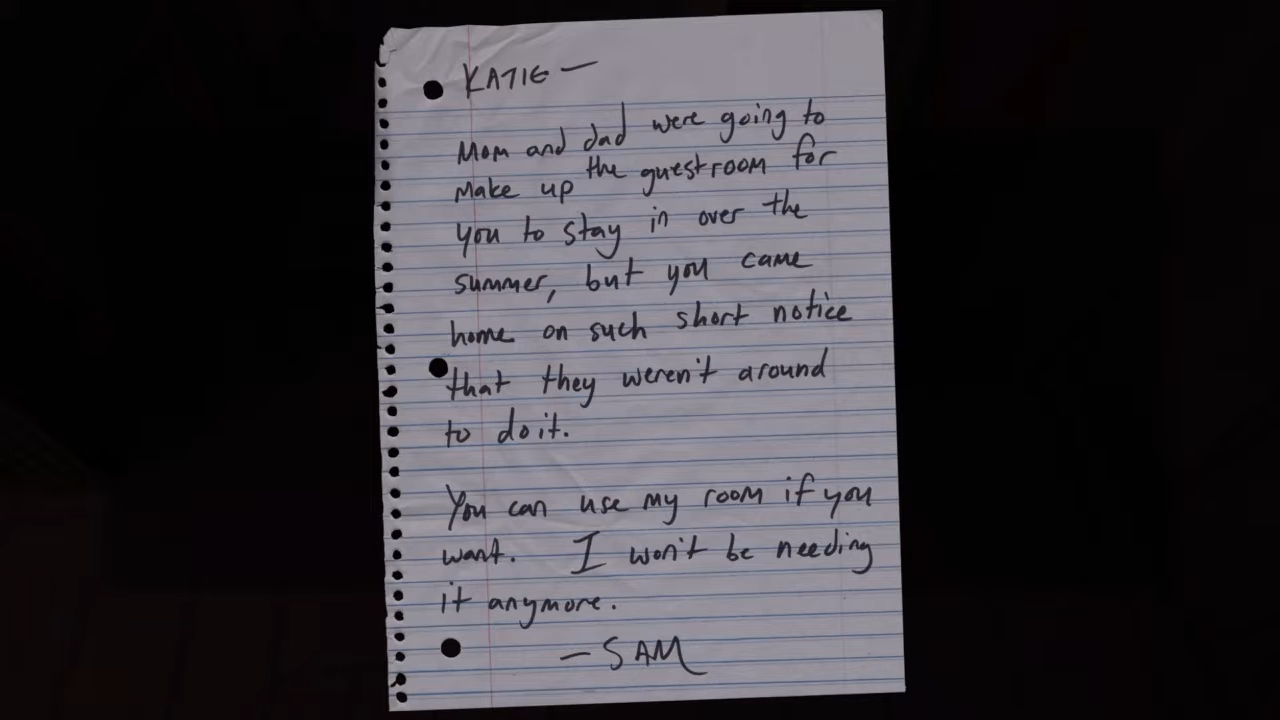 KATIE —
Mom and dad were going to
make up the guestroom for
you to stay in over the
summer, but you came
home on such short notice
that they weren't around
to do it.
You can use my room if you
want. I won't be needing
it anymore.
— SAM